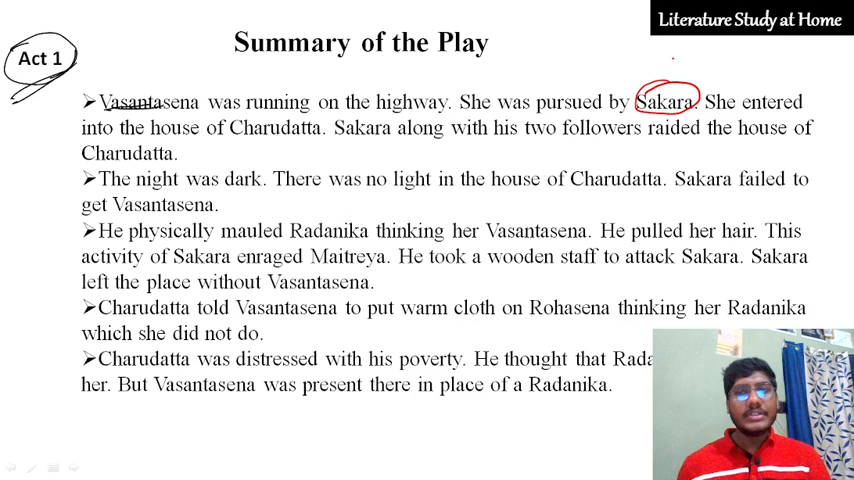 Literature Study at Home
Summary of the Play
Act 1
➢Vasantasena was running on the highway. She was pursued by Sakara. She entered
into the house of Charudatta. Sakara along with his two followers raided the house of
Charudatta.
➢The night was dark. There was no light in the house of Charudatta. Sakara failed to
get Vasantasena.
➢He physically mauled Radanika thinking her Vasantasena. He pulled her hair. This
activity of Sakara enraged Maitreya. He took a wooden staff to attack Sakara. Sakara
left the place without Vasantasena.
➢Charudatta told Vasantasena to put warm cloth on Rohasena thinking her Radanika
which she did not do.
➢Charudatta was distressed with his poverty. He thought that
her. But Vasantasena was present there in place of a Radanika.